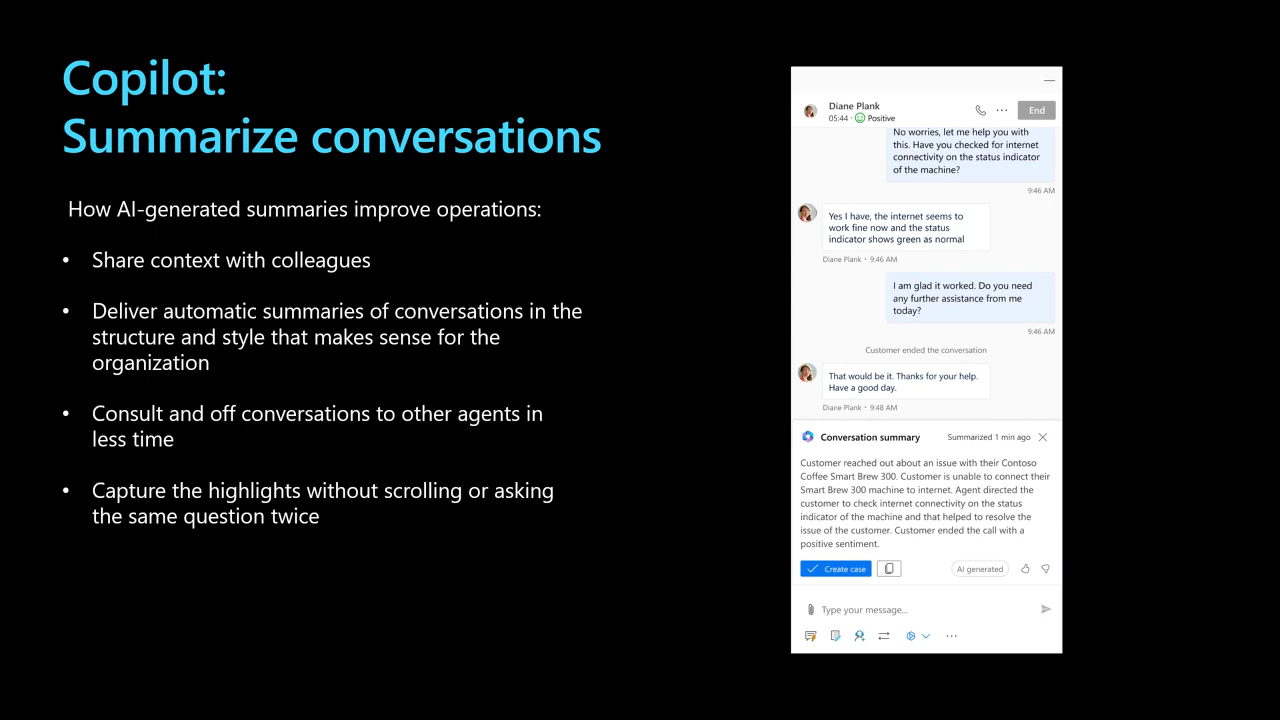 Copilot:
Summarize conversations
How AI-generated summaries improve operations:
• Share context with colleagues
• Deliver automatic summaries of conversations in the
structure and style that makes sense for the
organization
• Consult and off conversations to other agents in
less time
• Capture the highlights without scrolling or asking
the same question twice
Diane Plank
05:44 · Positive
End
No worries, let me help you with
this. Have you checked for internet
connectivity on the status indicator
of the machine?
9:46 AM
Yes I have, the internet seems to
work fine now and the status
indicator shows green as normal
Diane Plank • 9:46 AM
I am glad it worked. Do you need
any further assistance from me
today?
9:46 AM
Customer ended the conversation
That would be it. Thanks for your help.
Have a good day.
Diane Plank • 9:48 AM
Conversation summary
Summarized 1 min ago
Customer reached out about an issue with their Contoso
Coffee Smart Brew 300. Customer is unable to connect their
Smart Brew 300 machine to internet. Agent directed the
customer to check internet connectivity on the status
indicator of the machine and that helped to resolve the
issue of the customer. Customer ended the call with a
positive sentiment.
Create case
AI generated
Type your message...